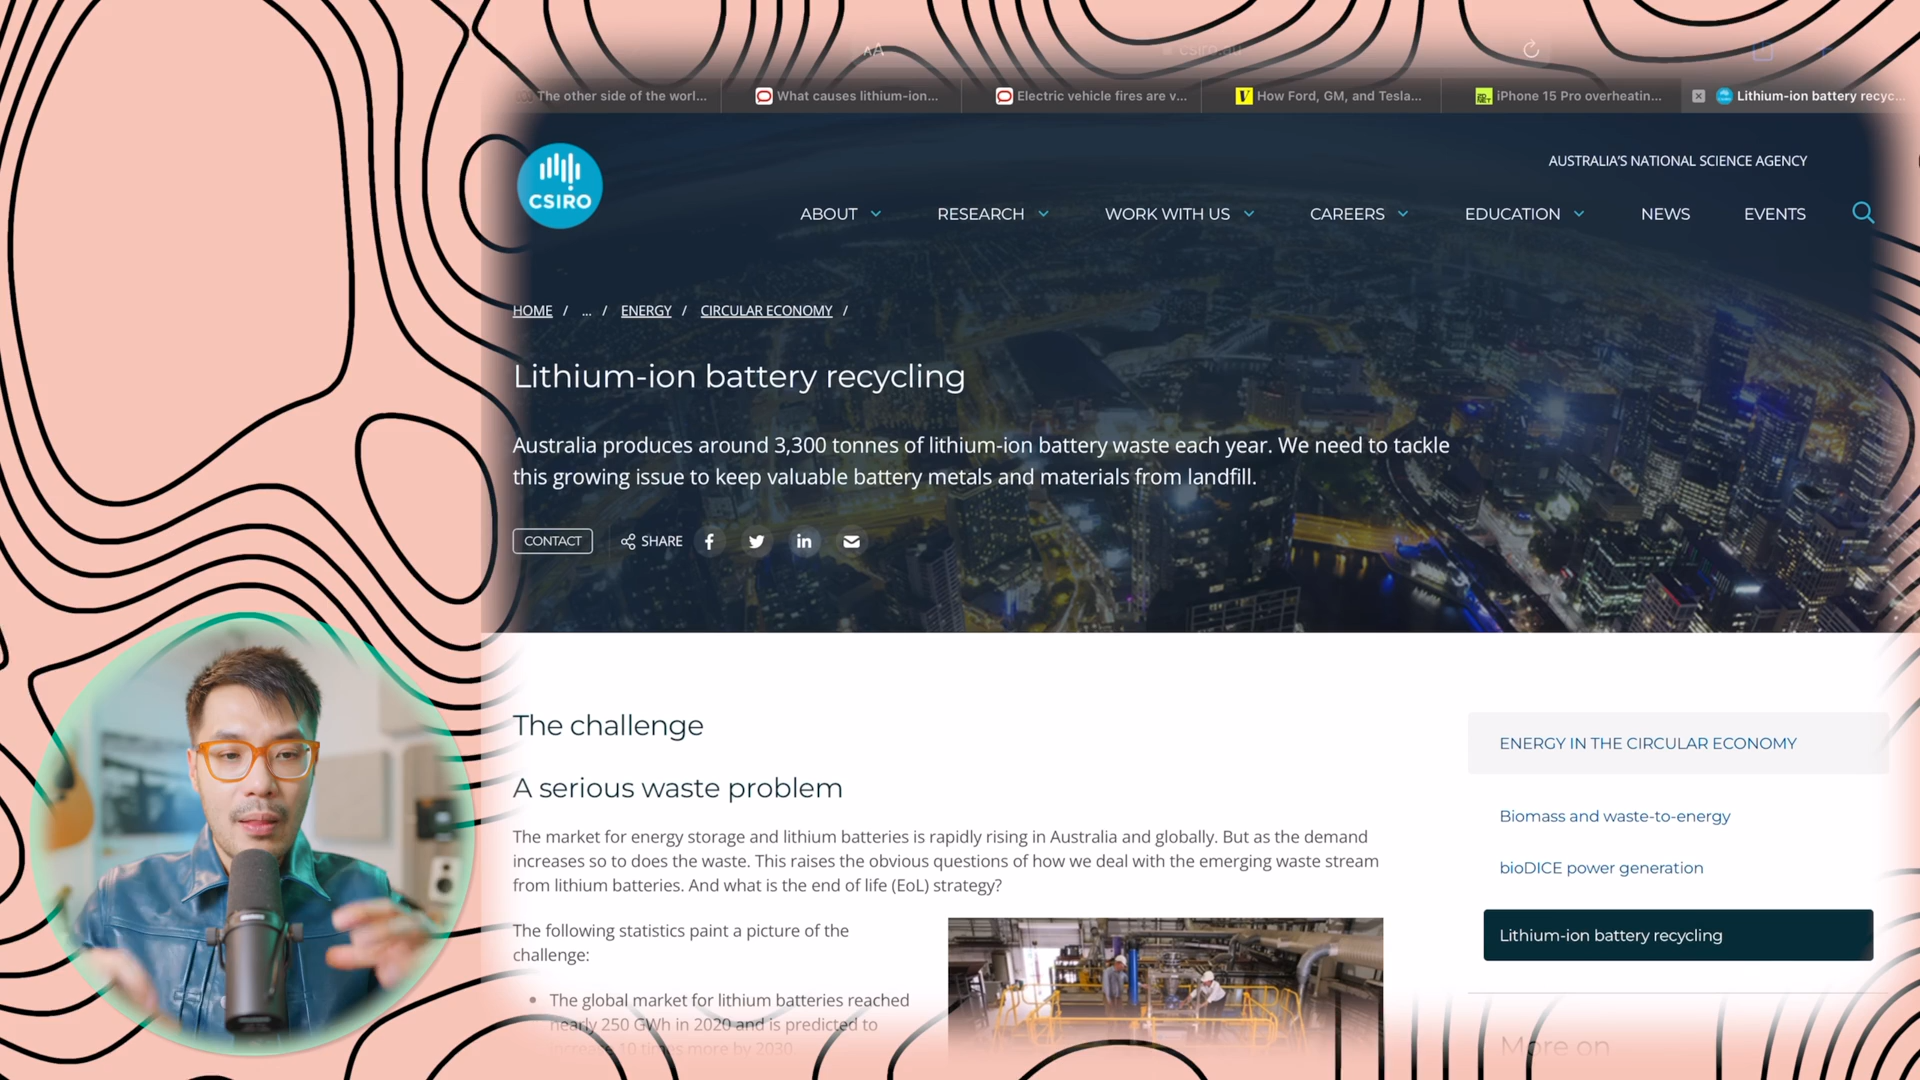 AA
csiro.au
The other side of the worl...
What causes lithium-ion...
Electric vehicle fires are v...
How Ford, GM, and Tesla...
iPhone 15 Pro overheatin...
Lithium-ion battery recyc...
CSIRO
AUSTRALIA'S NATIONAL SCIENCE AGENCY
ABOUT
RESEARCH
WORK WITH US
CAREERS
EDUCATION
NEWS
EVENTS
HOME / ... / ENERGY / CIRCULAR ECONOMY /
Lithium-ion battery recycling
Australia produces around 3,300 tonnes of lithium-ion battery waste each year. We need to tackle
this growing issue to keep valuable battery metals and materials from landfill.
CONTACT
SHARE
The challenge
A serious waste problem
The market for energy storage and lithium batteries is rapidly rising in Australia and globally. But as the demand
increases so to does the waste. This raises the obvious questions of how we deal with the emerging waste stream
from lithium batteries. And what is the end of life (EoL) strategy?
The following statistics paint a picture of the
challenge:
• The global market for lithium batteries reached
nearly 250 GWh in 2020 and is predicted to
increase 10 times more by 2030.
ENERGY IN THE CIRCULAR ECONOMY
Biomass and waste-to-energy
bioDICE power generation
Lithium-ion battery recycling
More on